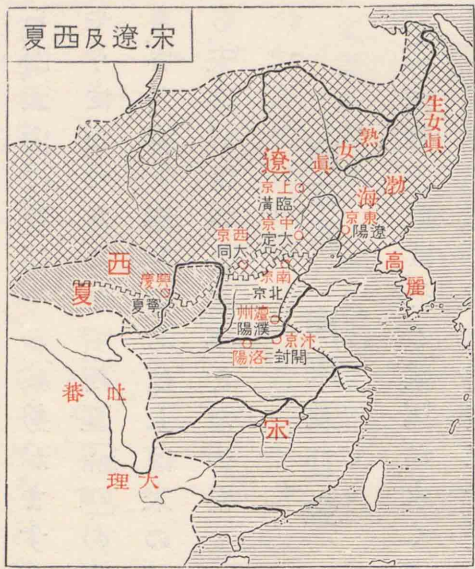 宋.遼及西夏
生女眞
熟女眞
遼
渤海
上京
臨潢
中京
大定
東京
遼陽
西京
大同
南京
北京
高麗
西夏
興慶
寧夏
澶州
濮陽
汴京
開封
洛陽
吐蕃
宋
大理